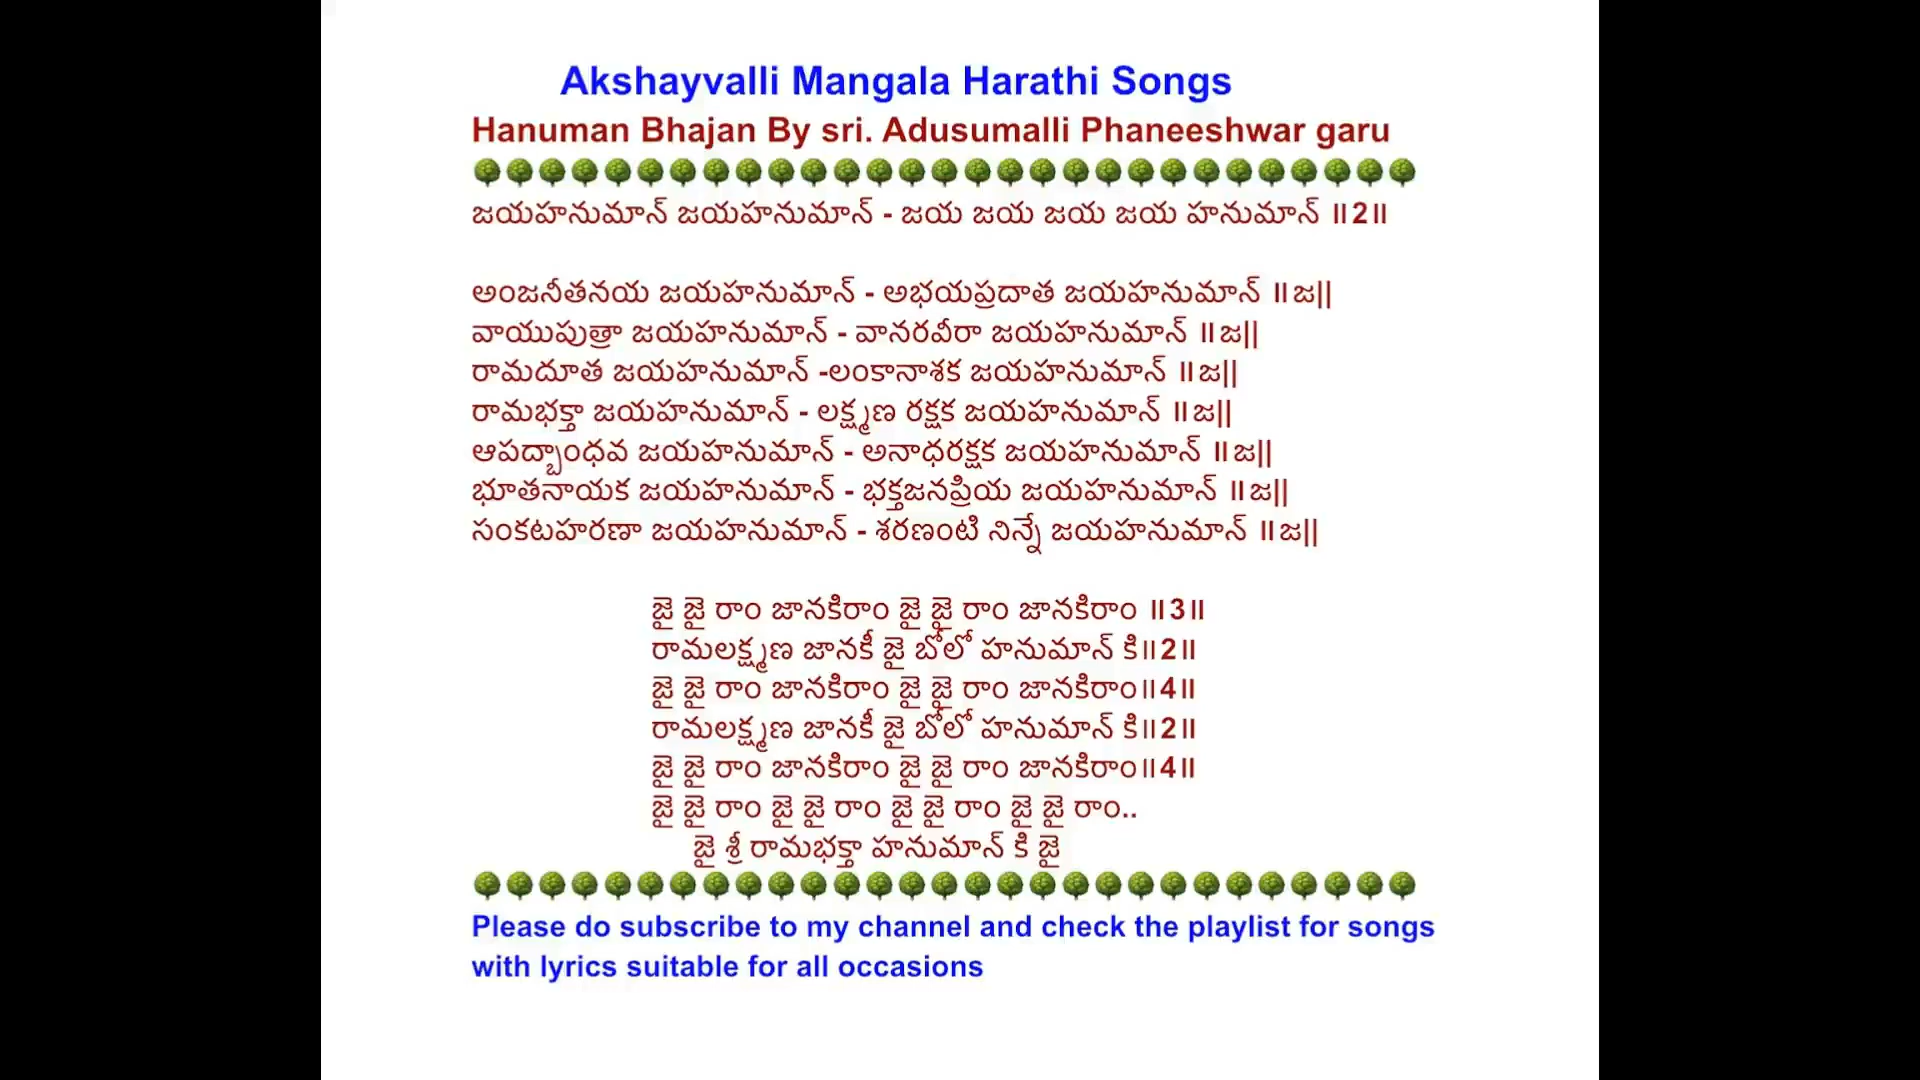 Akshayvalli Mangala Harathi Songs
Hanuman Bhajan By sri. Adusumalli Phaneeshwar garu
జయహనుమాన్ జయహనుమాన్ - జయ జయ జయ జయ హనుమాన్ ॥2॥
అంజనీతనయ జయహనుమాన్ - అభయప్రదాత జయహనుమాన్ ॥జ||
వాయుపుత్రా జయహనుమాన్ - వానరవీరా జయహనుమాన్ ॥జ||
రామదూత జయహనుమాన్ -లంకానాశక జయహనుమాన్ ॥జ||
రామభక్తా జయహనుమాన్ - లక్ష్మణ రక్షక జయహనుమాన్ ॥జ||
ఆపద్బాంధవ జయహనుమాన్ - అనాధరక్షక జయహనుమాన్ ॥జ||
భూతనాయక జయహనుమాన్ - భక్తజనప్రియ జయహనుమాన్ ॥జ||
సంకటహరణా జయహనుమాన్ - శరణంటి నిన్నే జయహనుమాన్ ॥జ||
జై జై రాం జానకిరాం జై జై రాం జానకిరాం ॥3॥
రామలక్ష్మణ జానకీ జై బోలో హనుమాన్ కి॥2॥
జై జై రాం జానకిరాం జై జై రాం జానకిరాం॥4॥
రామలక్ష్మణ జానకీ జై బోలో హనుమాన్ కి॥2॥
జై జై రాం జానకిరాం జై జై రాం జానకిరాం॥4॥
జై జై రాం జై జై రాం జై జై రాం జై జై రాం..
జై శ్రీ రామభక్తా హనుమాన్ కి జై
Please do subscribe to my channel and check the playlist for songs
with lyrics suitable for all occasions